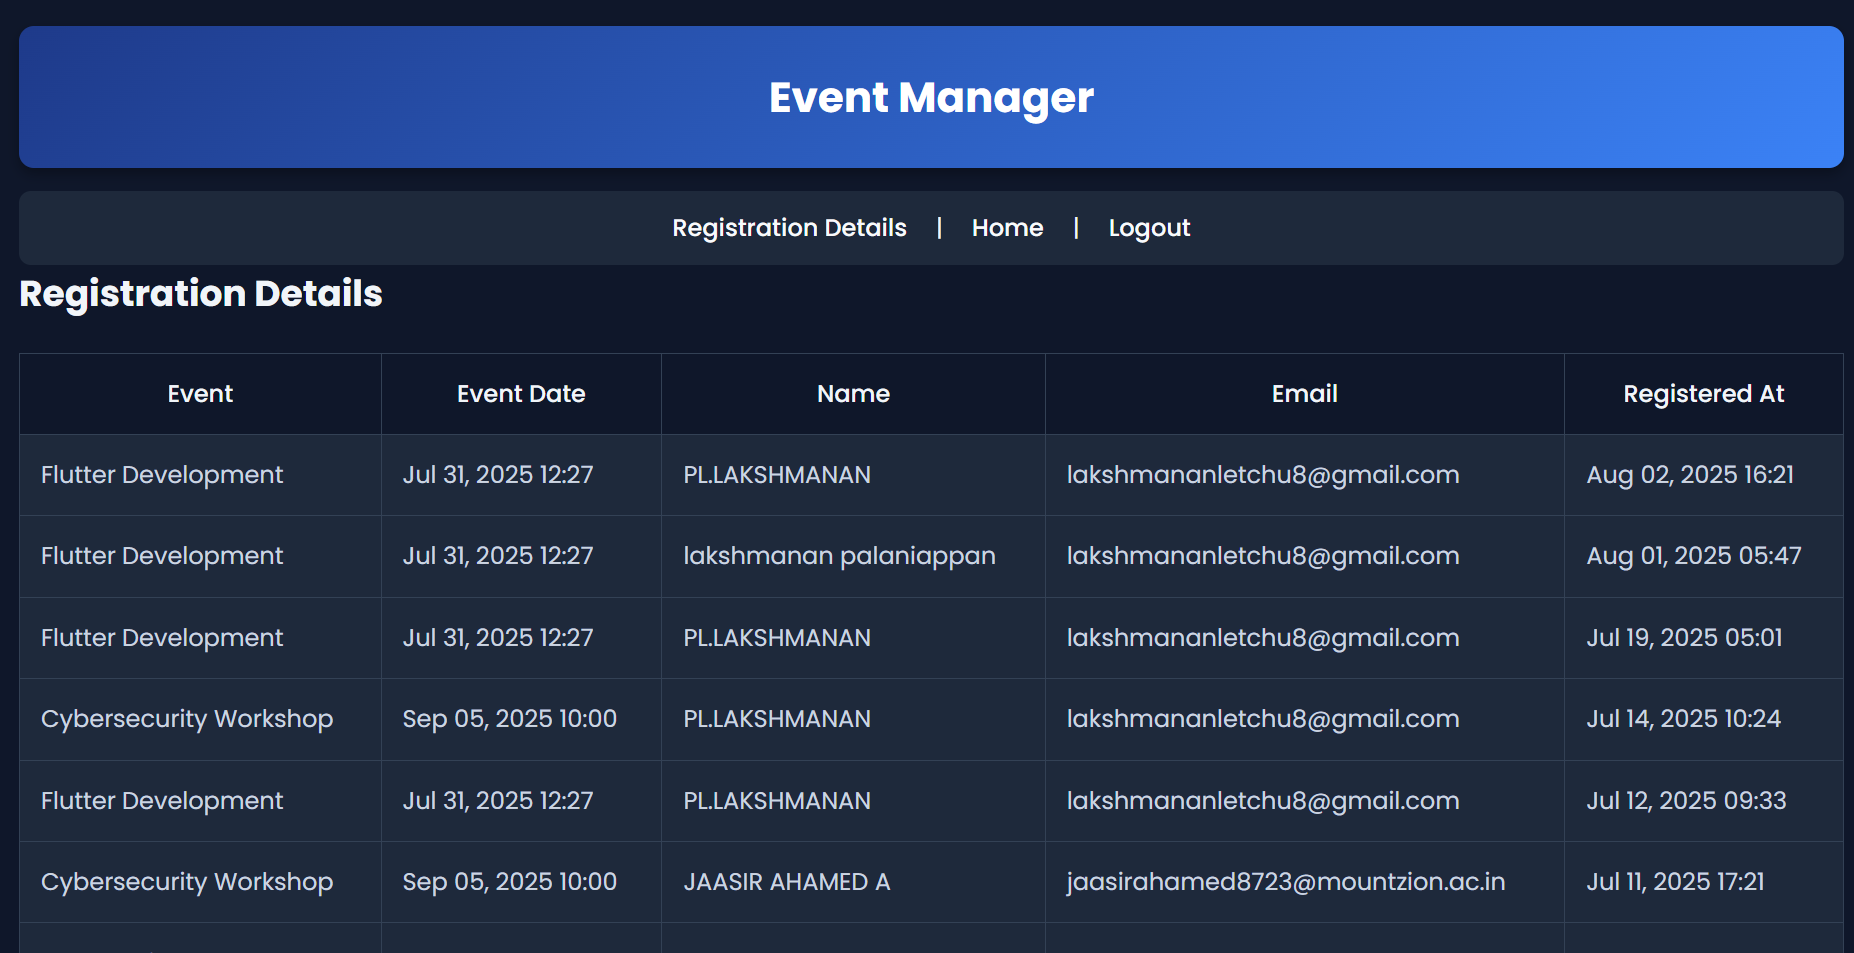 Event Manager
Registration Details | Home | Logout
Registration Details
Event Event Date Name Email Registered At
Flutter Development Jul 31, 2025 12:27 PL.LAKSHMANAN lakshmananletchu8@gmail.com Aug 02, 2025 16:21
Flutter Development Jul 31, 2025 12:27 lakshmanan palaniappan lakshmananletchu8@gmail.com Aug 01, 2025 05:47
Flutter Development Jul 31, 2025 12:27 PL.LAKSHMANAN lakshmananletchu8@gmail.com Jul 19, 2025 05:01
Cybersecurity Workshop Sep 05, 2025 10:00 PL.LAKSHMANAN lakshmananletchu8@gmail.com Jul 14, 2025 10:24
Flutter Development Jul 31, 2025 12:27 PL.LAKSHMANAN lakshmananletchu8@gmail.com Jul 12, 2025 09:33
Cybersecurity Workshop Sep 05, 2025 10:00 JAASIR AHAMED A jaasirahamed8723@mountzion.ac.in Jul 11, 2025 17:21